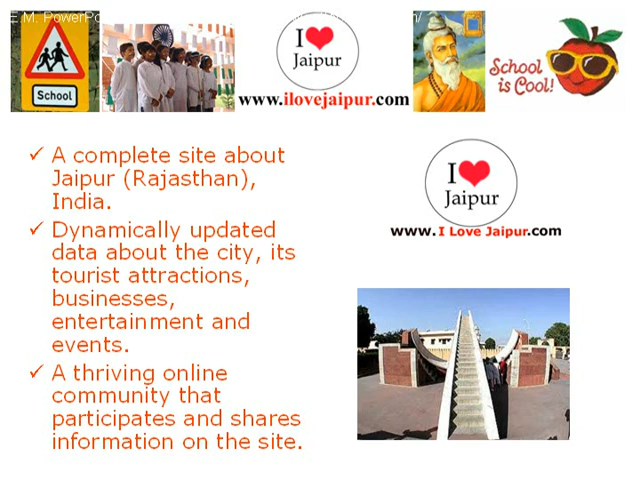 E.M. PowerPo
School
I
Jaipur
www.ilovejaipur.com
School
is Cool!
A complete site about
Jaipur (Rajasthan),
India.
Dynamically updated
data about the city, its
tourist attractions,
businesses,
entertainment and
events.
A thriving online
community that
participates and shares
information on the site.
I
Jaipur
www.I Love Jaipur.com